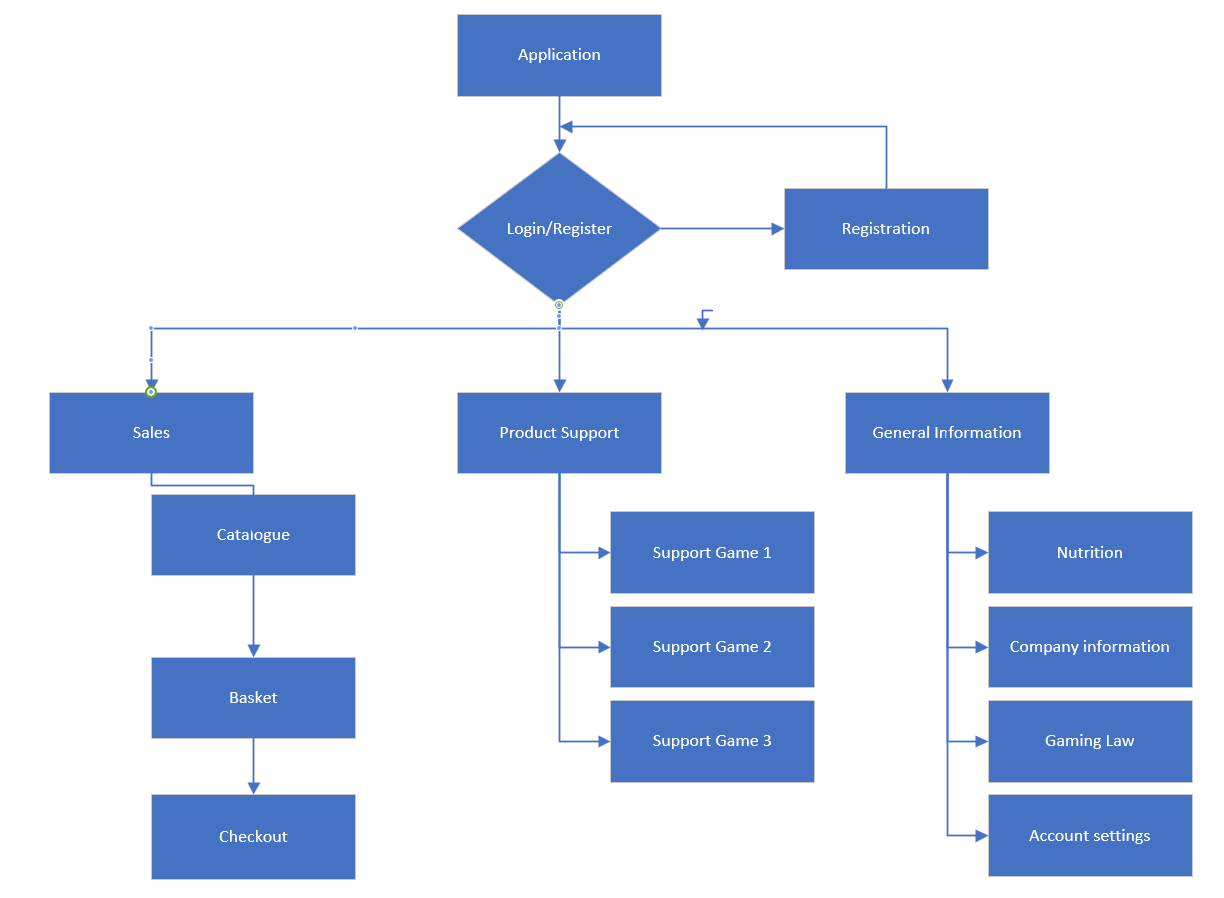 Application
Login/Register
Registration
Sales
Product Support
General Information
Catalogue
Support Game 1
Nutrition
Support Game 2
Company information
Basket
Support Game 3
Gaming Law
Checkout
Account settings